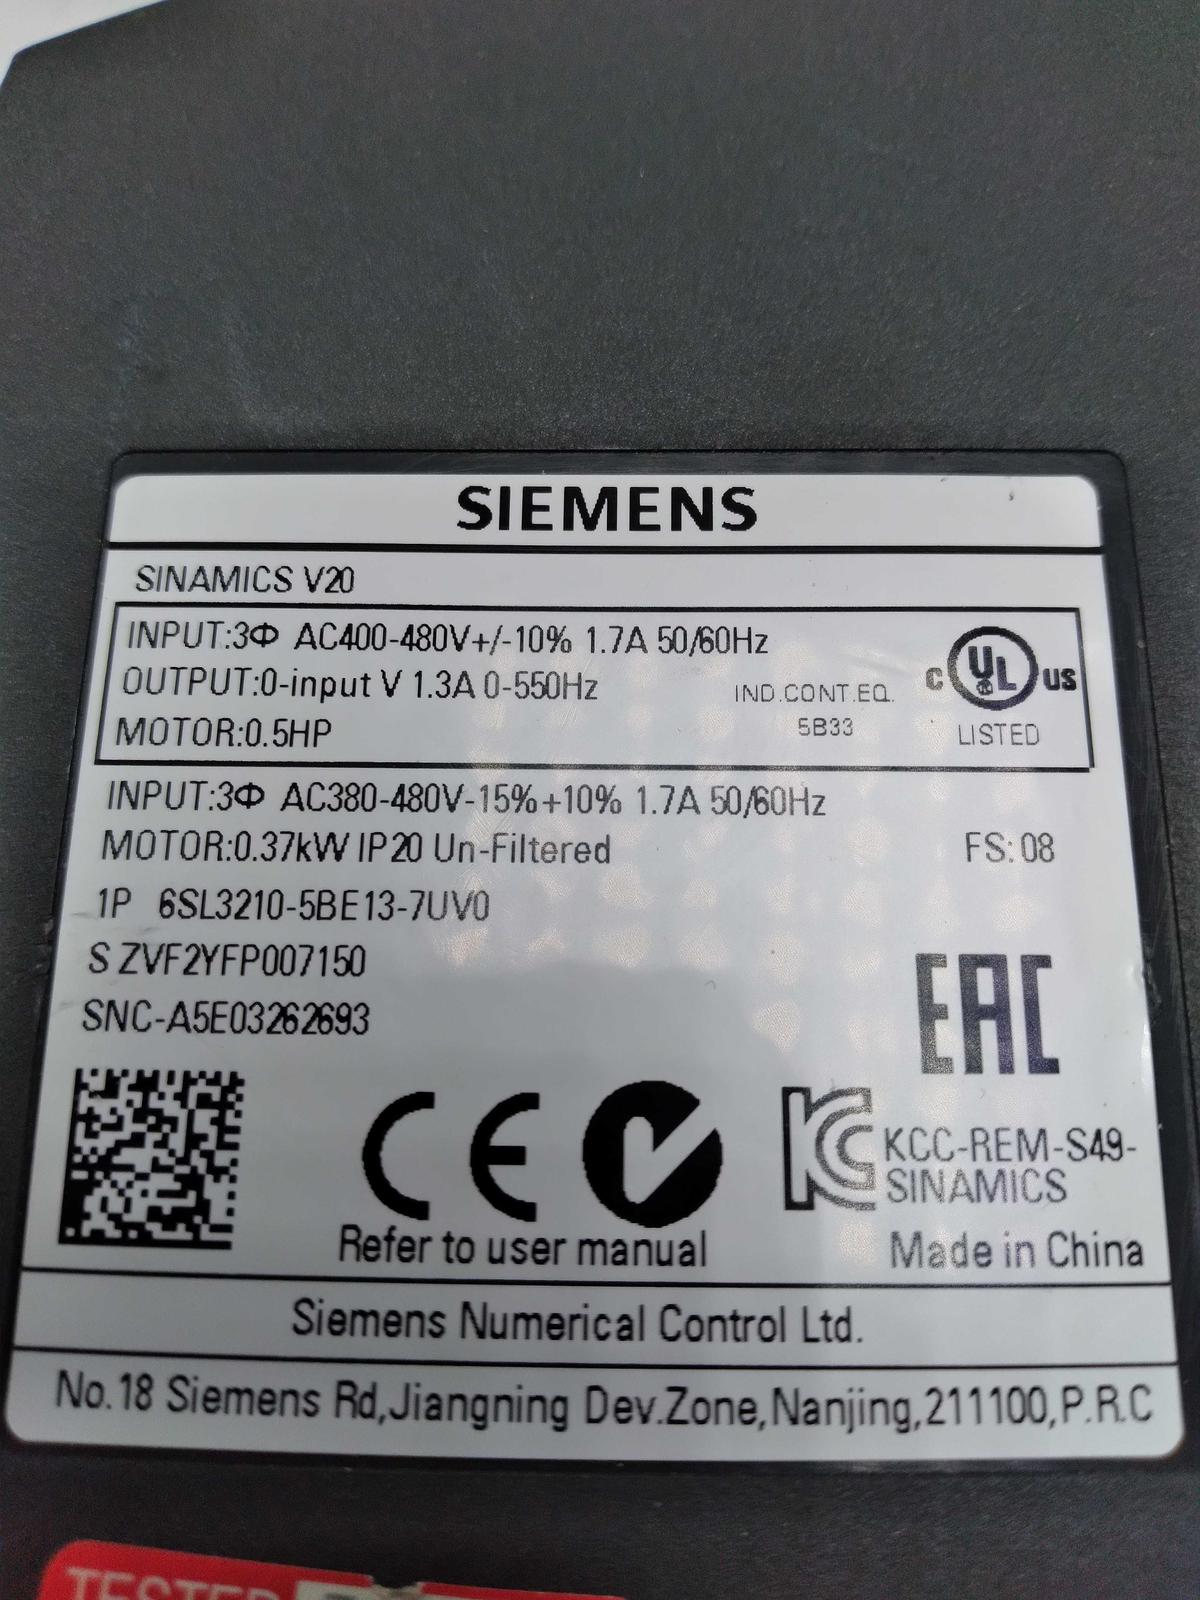 SIEMENS
SINAMICS V20
INPUT:3Φ AC400-480V+/-10% 1.7A 50/60Hz
OUTPUT:0-input V 1.3A 0-550Hz
MOTOR:0.5HP
IND.CONT.EQ.
5B33
C UL US
LISTED
INPUT:3Φ AC380-480V-15%+10% 1.7A 50/60Hz
MOTOR:0.37kW IP20 Un-Filtered
FS:08
1P 6SL3210-5BE13-7UV0
S ZVF2YFP007150
SNC-A5E03262693
EAC
CE
KC
KCC-REM-S49-
SINAMICS
Refer to user manual
Made in China
Siemens Numerical Control Ltd.
No.18 Siemens Rd,Jiangning Dev.Zone,Nanjing,211100,P.R.C
TESTED